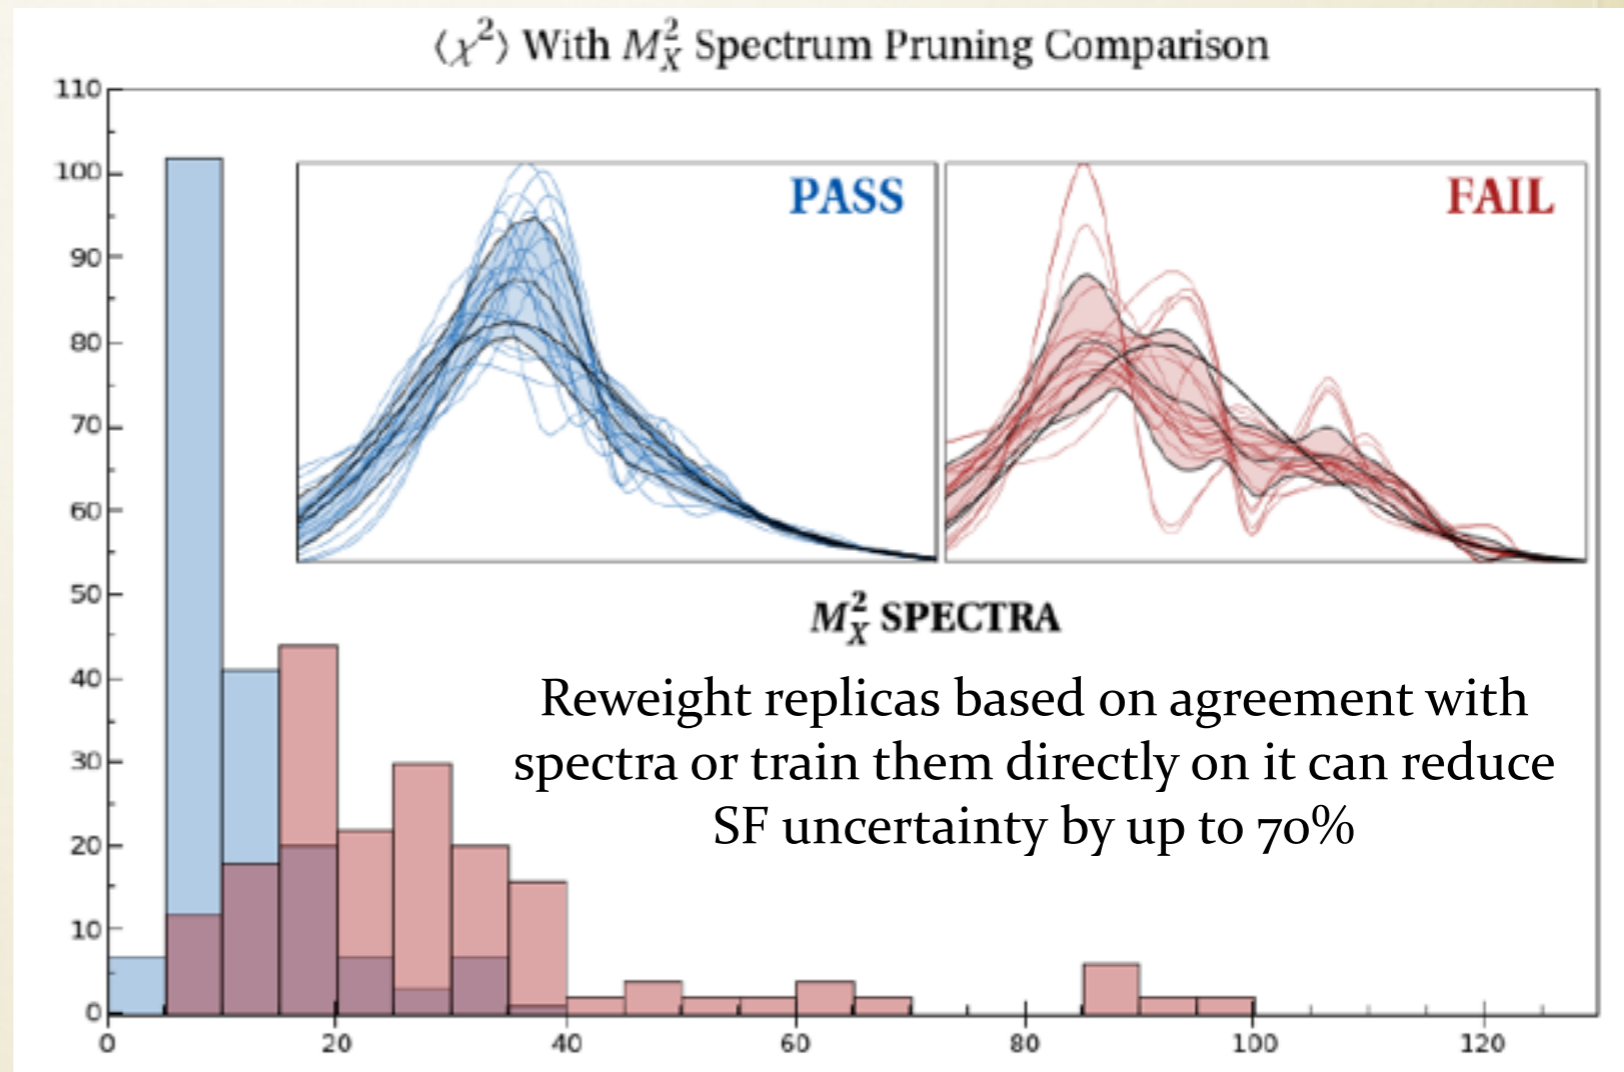 ⟨χ²⟩ With M_X² Spectrum Pruning Comparison
110
100
90
80
70
60
50
40
30
20
10
0
PASS
FAIL
M_X² SPECTRA
Reweight replicas based on agreement with
spectra or train them directly on it can reduce
SF uncertainty by up to 70%
0 20 40 60 80 100 120